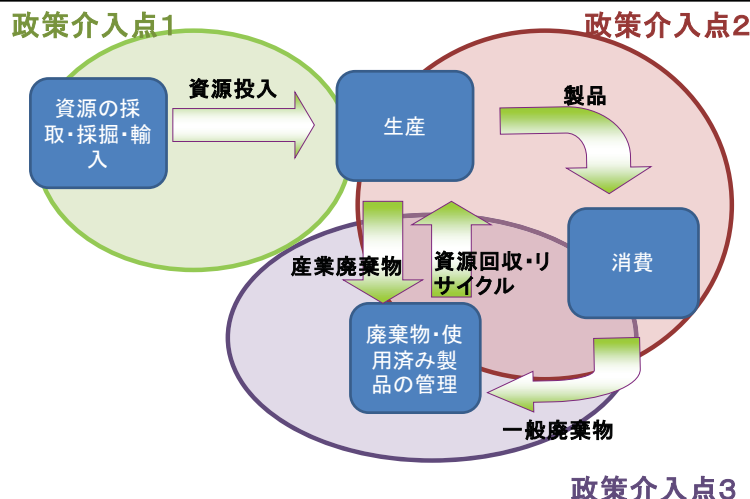 政策介入点1
政策介入点2
資源投入
製品
資源の採
取・採掘・輸
入
生産
産業廃棄物
資源回収・リ
サイクル
消費
廃棄物・使
用済み製
品の管理
一般廃棄物
政策介入点3